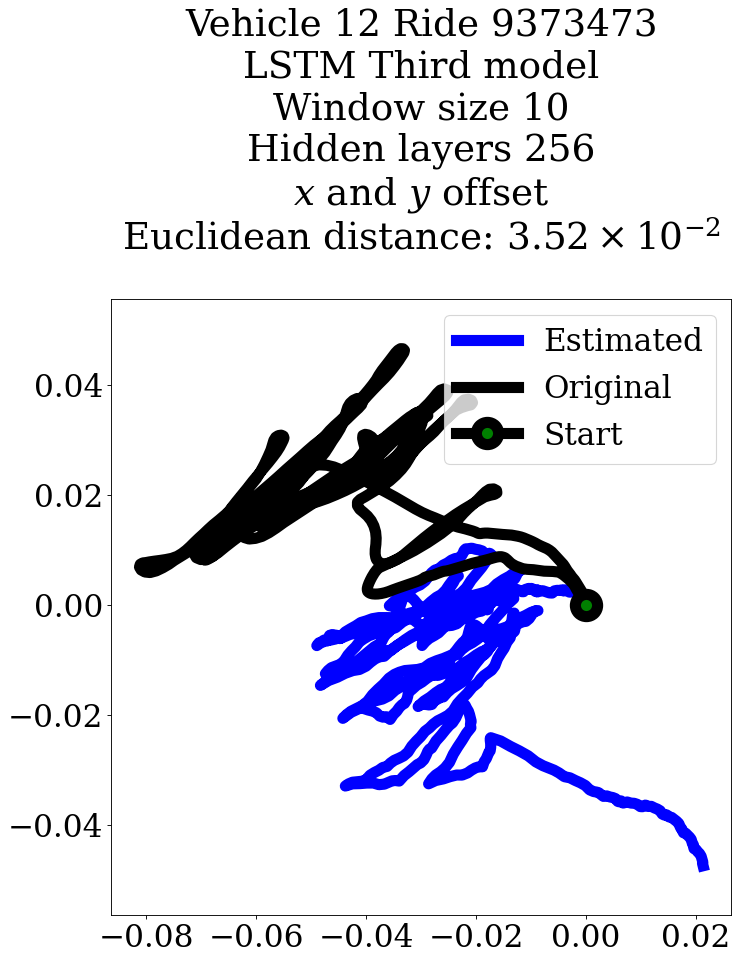 Vehicle 12 Ride 9373473
LSTM Third model
Window size 10
Hidden layers 256
x and y offset
Euclidean distance: 3.52 × 10⁻²
Estimated
Original
Start
0.04
0.02
0.00
−0.02
−0.04
−0.08 −0.06 −0.04 −0.02 0.00 0.02